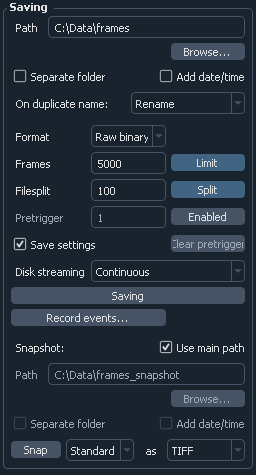 Saving
Path C:\Data\frames
Browse...
Separate folder Add date/time
On duplicate name: Rename
Format Raw binary
Frames 5000 Limit
Filesplit 100 Split
Pretrigger 1 Enabled
Save settings Clear pretrigger
Disk streaming Continuous
Saving
Record events...
Snapshot: Use main path
Path C:\Data\frames_snapshot
Browse...
Separate folder Add date/time
Snap Standard as TIFF